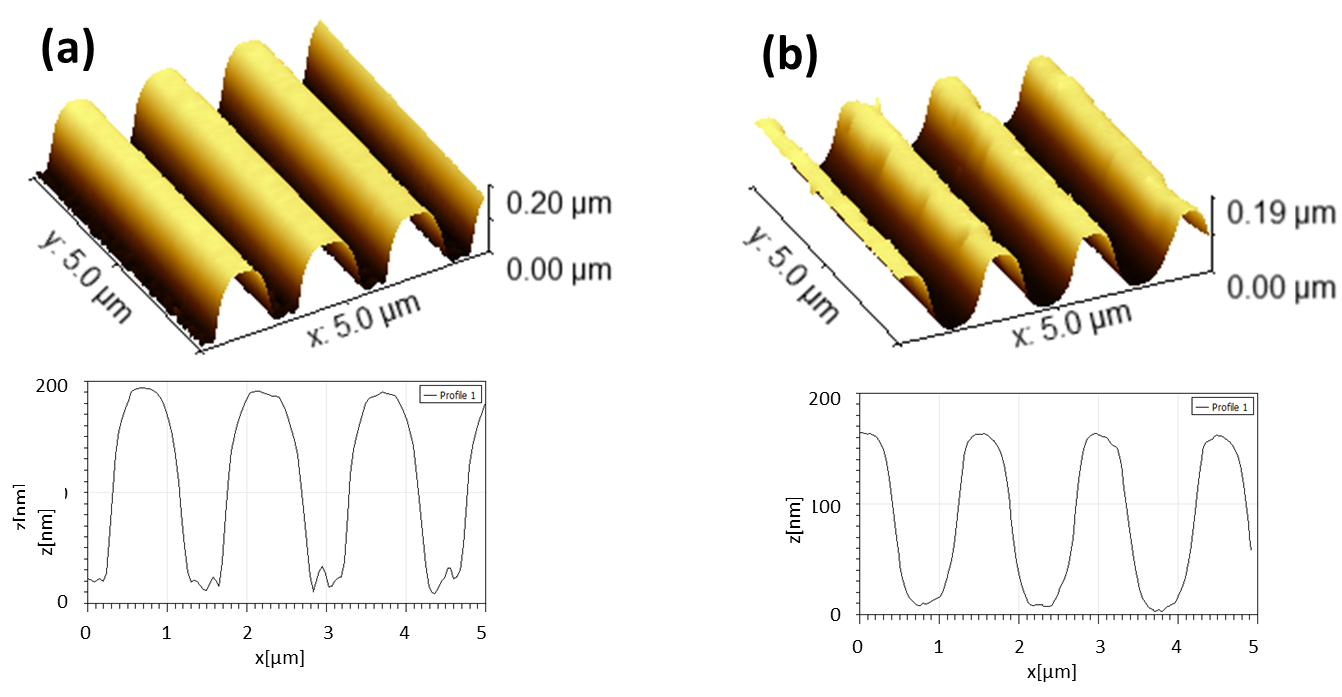 (a)
0.20 µm
0.00 µm
y: 5.0 µm
x: 5.0 µm
200
Profile 1
z[nm]
z[nm]
0
0 1 2 3 4 5
x[µm]
(b)
0.19 µm
0.00 µm
y: 5.0 µm
x: 5.0 µm
200
Profile 1
100
z[nm]
0
0 1 2 3 4 5
x[µm]